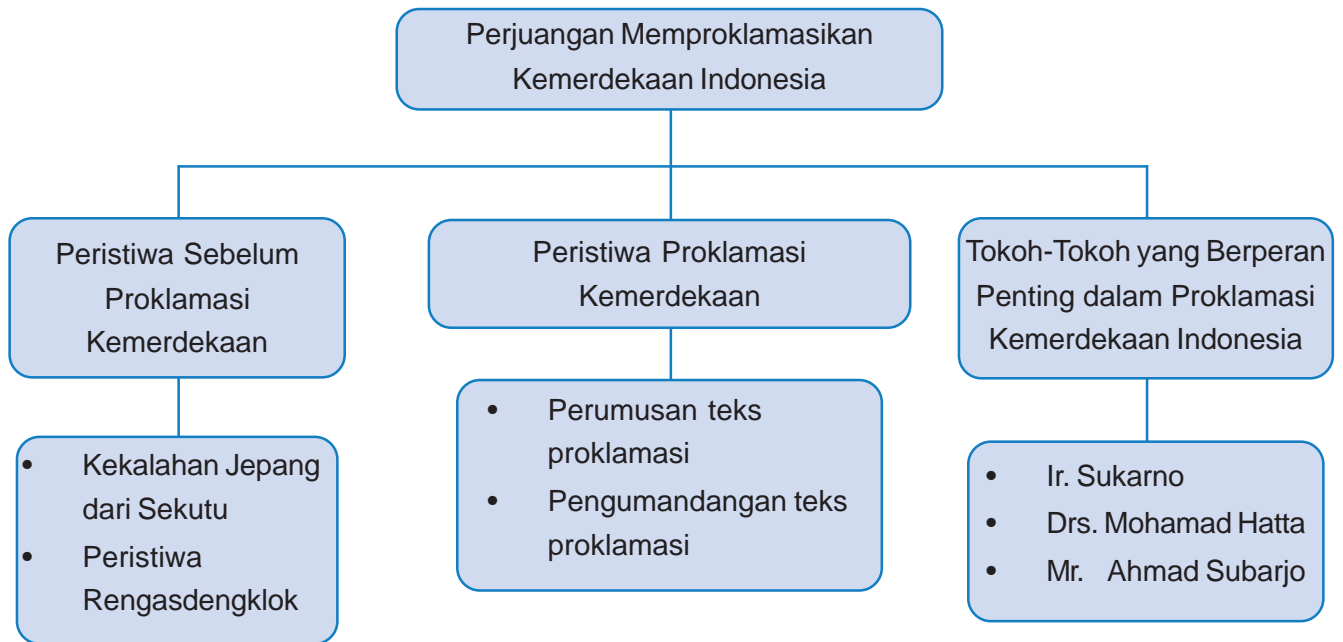 Perjuangan Memproklamasikan
Kemerdekaan Indonesia
Peristiwa Sebelum
Proklamasi
Kemerdekaan
Peristiwa Proklamasi
Kemerdekaan
Tokoh-Tokoh yang Berperan
Penting dalam Proklamasi
Kemerdekaan Indonesia
• Kekalahan Jepang
dari Sekutu
• Peristiwa
Rengasdengklok
• Perumusan teks
proklamasi
• Pengumandangan teks
proklamasi
• Ir. Sukarno
• Drs. Mohamad Hatta
• Mr. Ahmad Subarjo